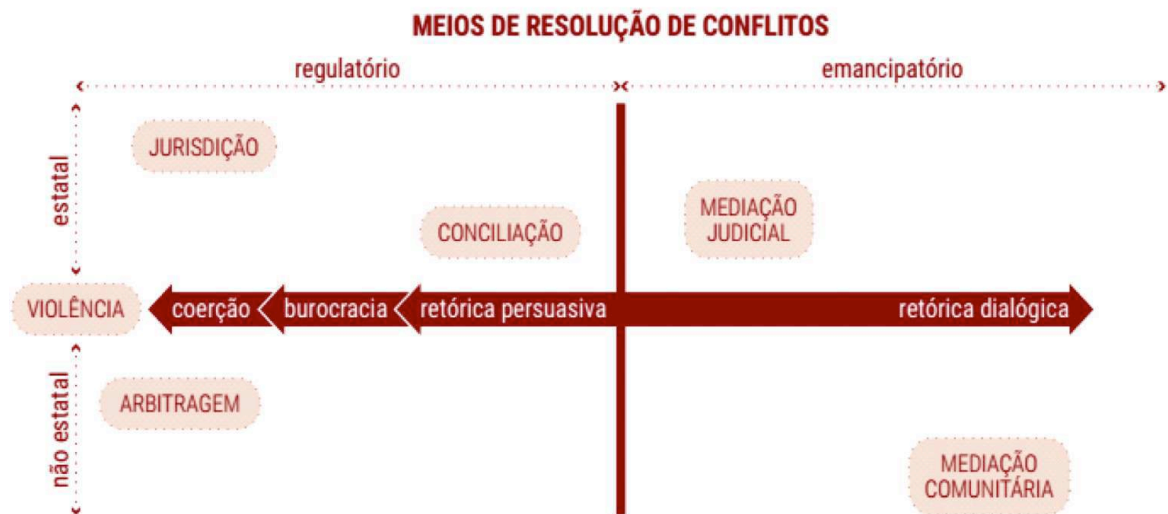 MEIOS DE RESOLUÇÃO DE CONFLITOS
regulatório
emancipatório
estatal
JURISDIÇÃO
CONCILIAÇÃO
MEDIAÇÃO
JUDICIAL
VIOLÊNCIA
coerção
burocracia
retórica persuasiva
retórica dialógica
não estatal
ARBITRAGEM
MEDIAÇÃO
COMUNITÁRIA